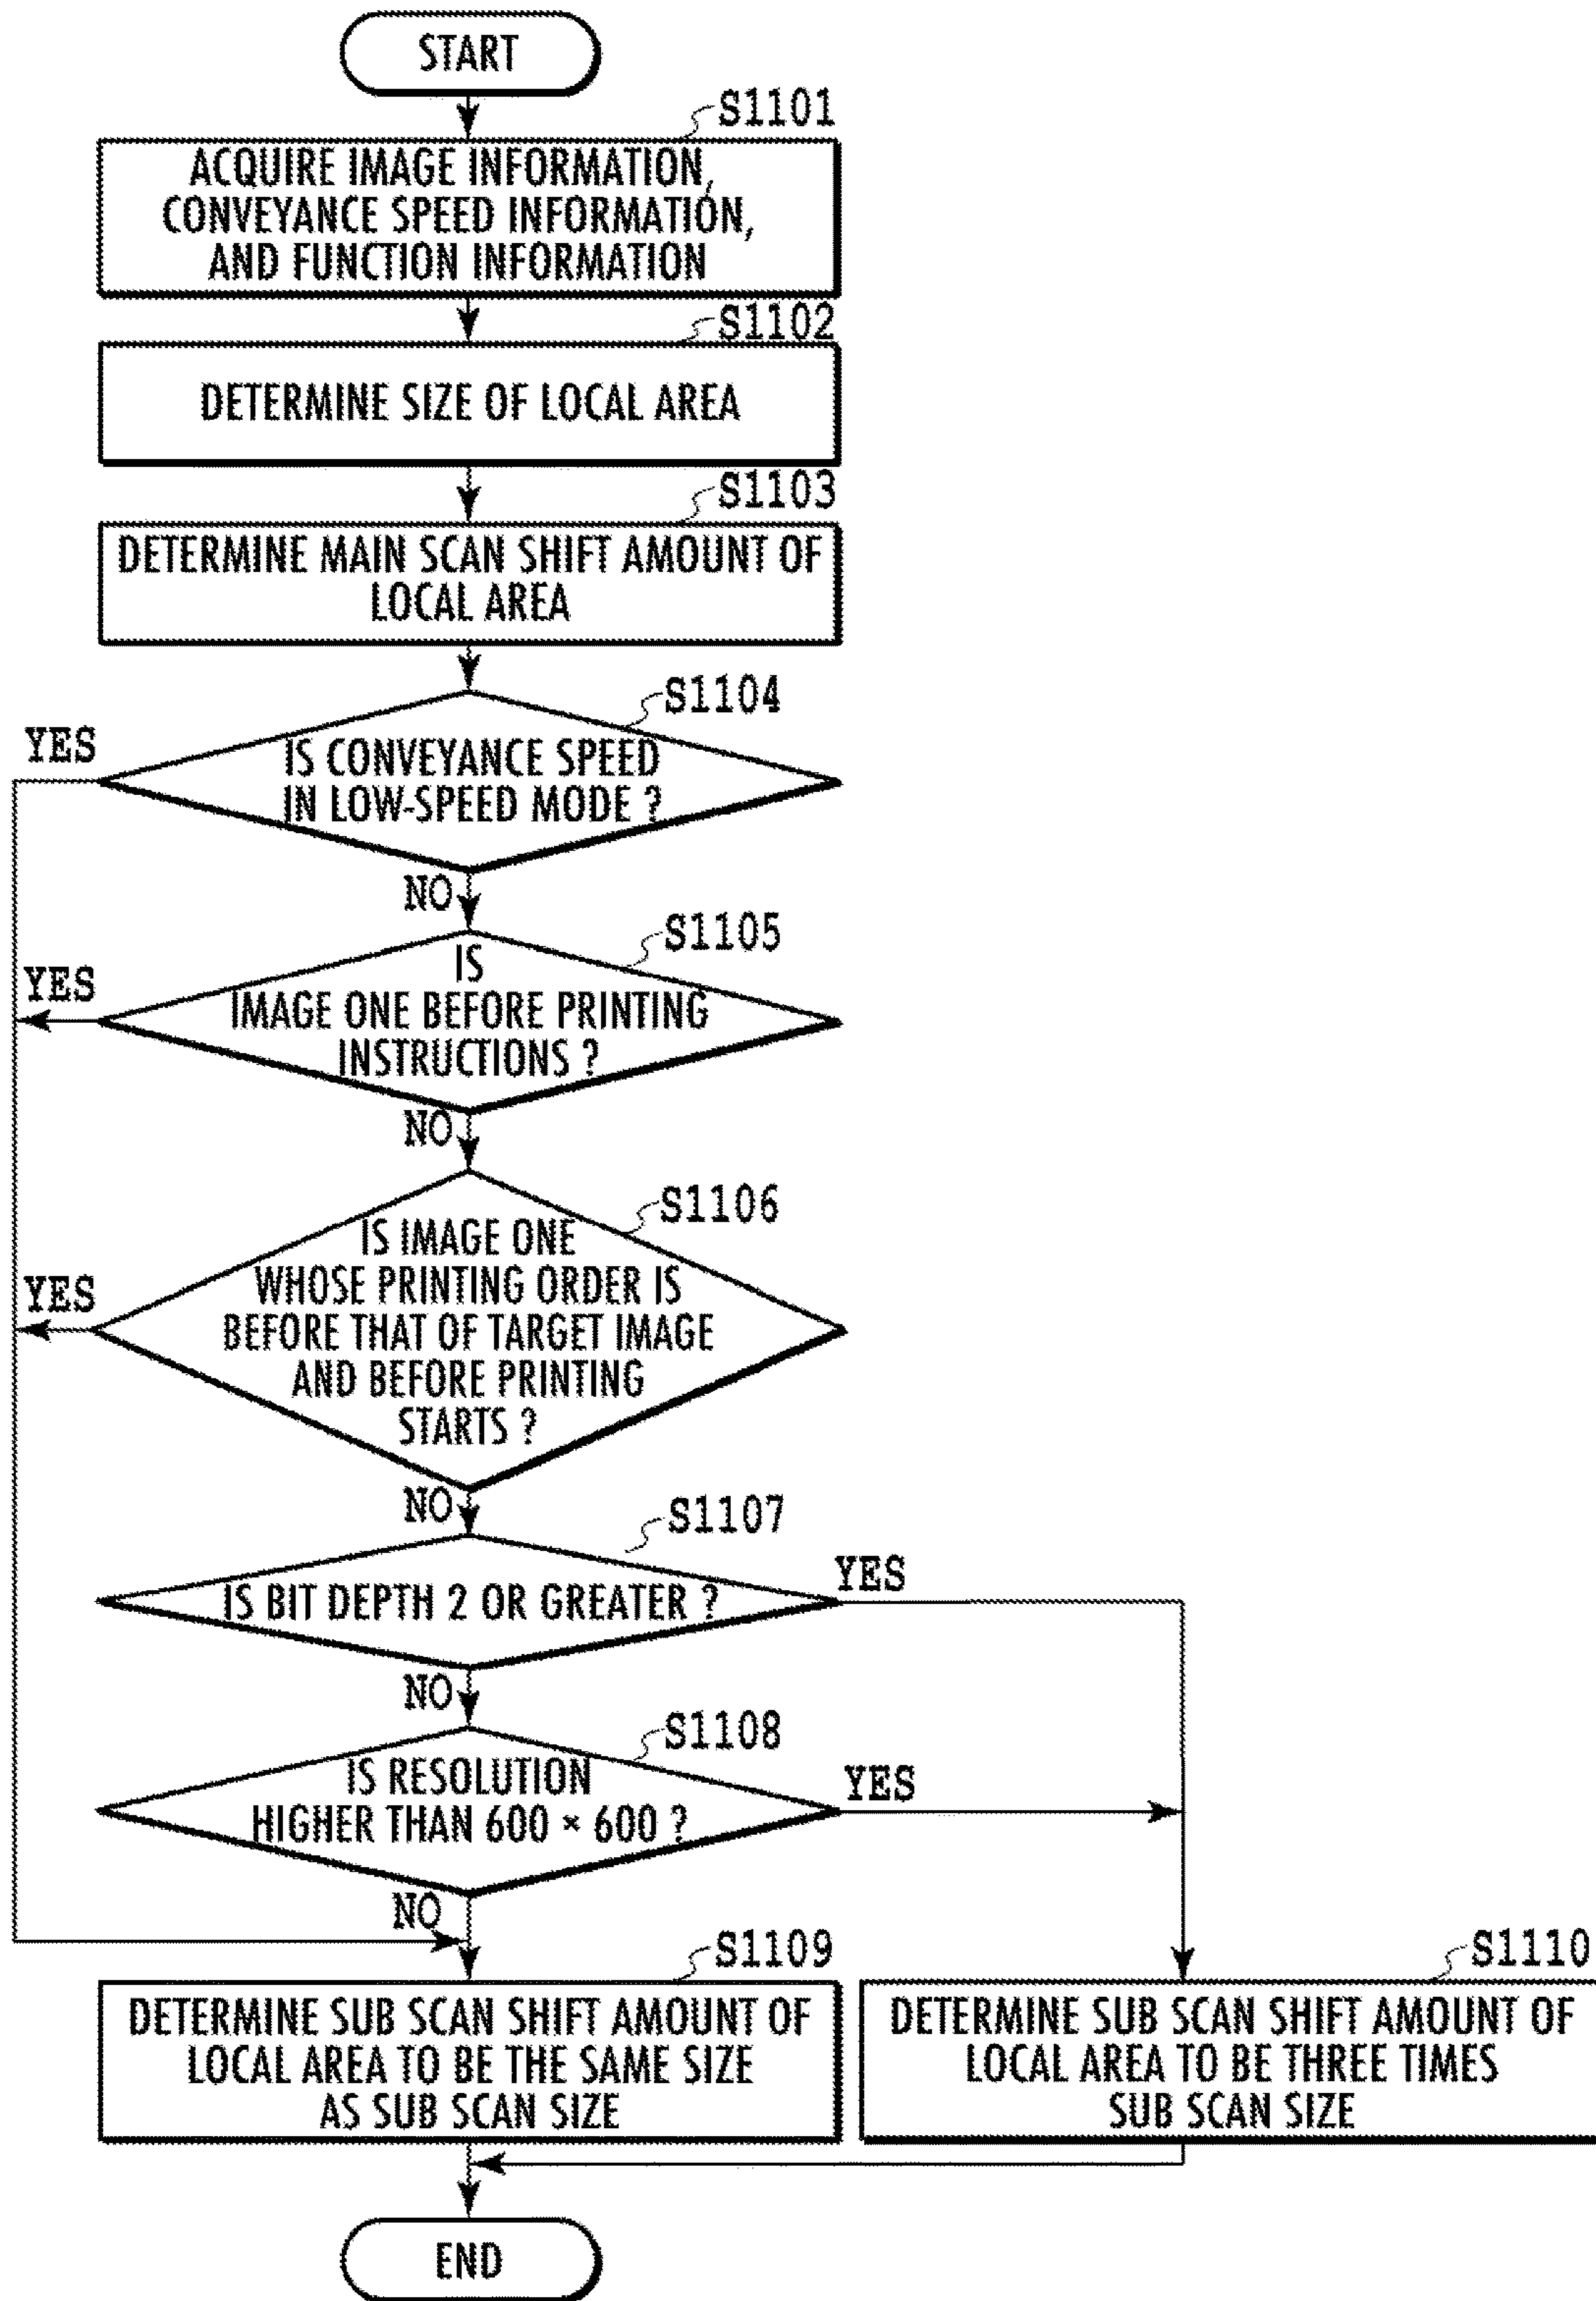 START
S1101
ACQUIRE IMAGE INFORMATION,
CONVEYANCE SPEED INFORMATION,
AND FUNCTION INFORMATION
S1102
DETERMINE SIZE OF LOCAL AREA
S1103
DETERMINE MAIN SCAN SHIFT AMOUNT OF
LOCAL AREA
S1104
YES
IS CONVEYANCE SPEED
IN LOW-SPEED MODE ?
NO
S1105
YES
IS
IMAGE ONE BEFORE PRINTING
INSTRUCTIONS ?
NO
S1106
YES
IS IMAGE ONE
WHOSE PRINTING ORDER IS
BEFORE THAT OF TARGET IMAGE
AND BEFORE PRINTING
STARTS ?
NO
S1107
IS BIT DEPTH 2 OR GREATER ?
YES
NO
S1108
IS RESOLUTION
HIGHER THAN 600 × 600 ?
YES
NO
S1109
DETERMINE SUB SCAN SHIFT AMOUNT OF
LOCAL AREA TO BE THE SAME SIZE
AS SUB SCAN SIZE
S1110
DETERMINE SUB SCAN SHIFT AMOUNT OF
LOCAL AREA TO BE THREE TIMES
SUB SCAN SIZE
END